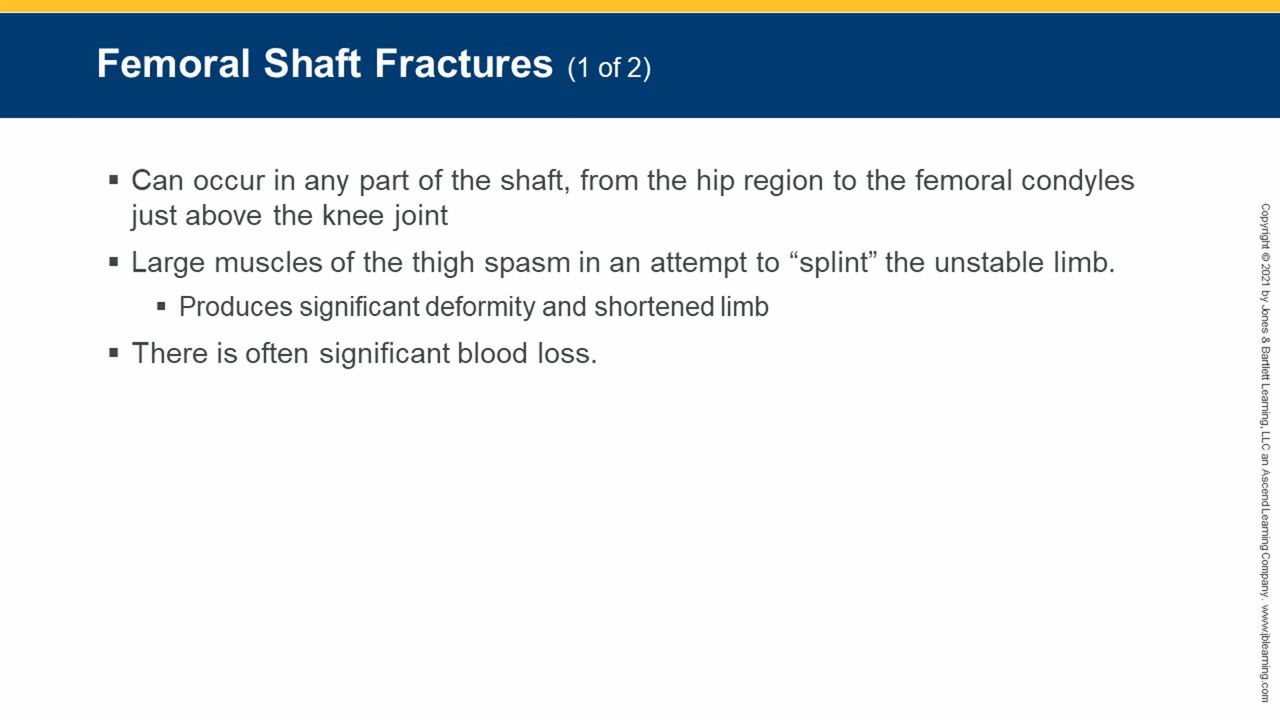 Femoral Shaft Fractures (1 of 2)
▪ Can occur in any part of the shaft, from the hip region to the femoral condyles
just above the knee joint
▪ Large muscles of the thigh spasm in an attempt to “splint” the unstable limb.
▪ Produces significant deformity and shortened limb
▪ There is often significant blood loss.
Copyright © 2021 by Jones & Bartlett Learning, LLC an Ascend Learning Company. www.jblearning.com